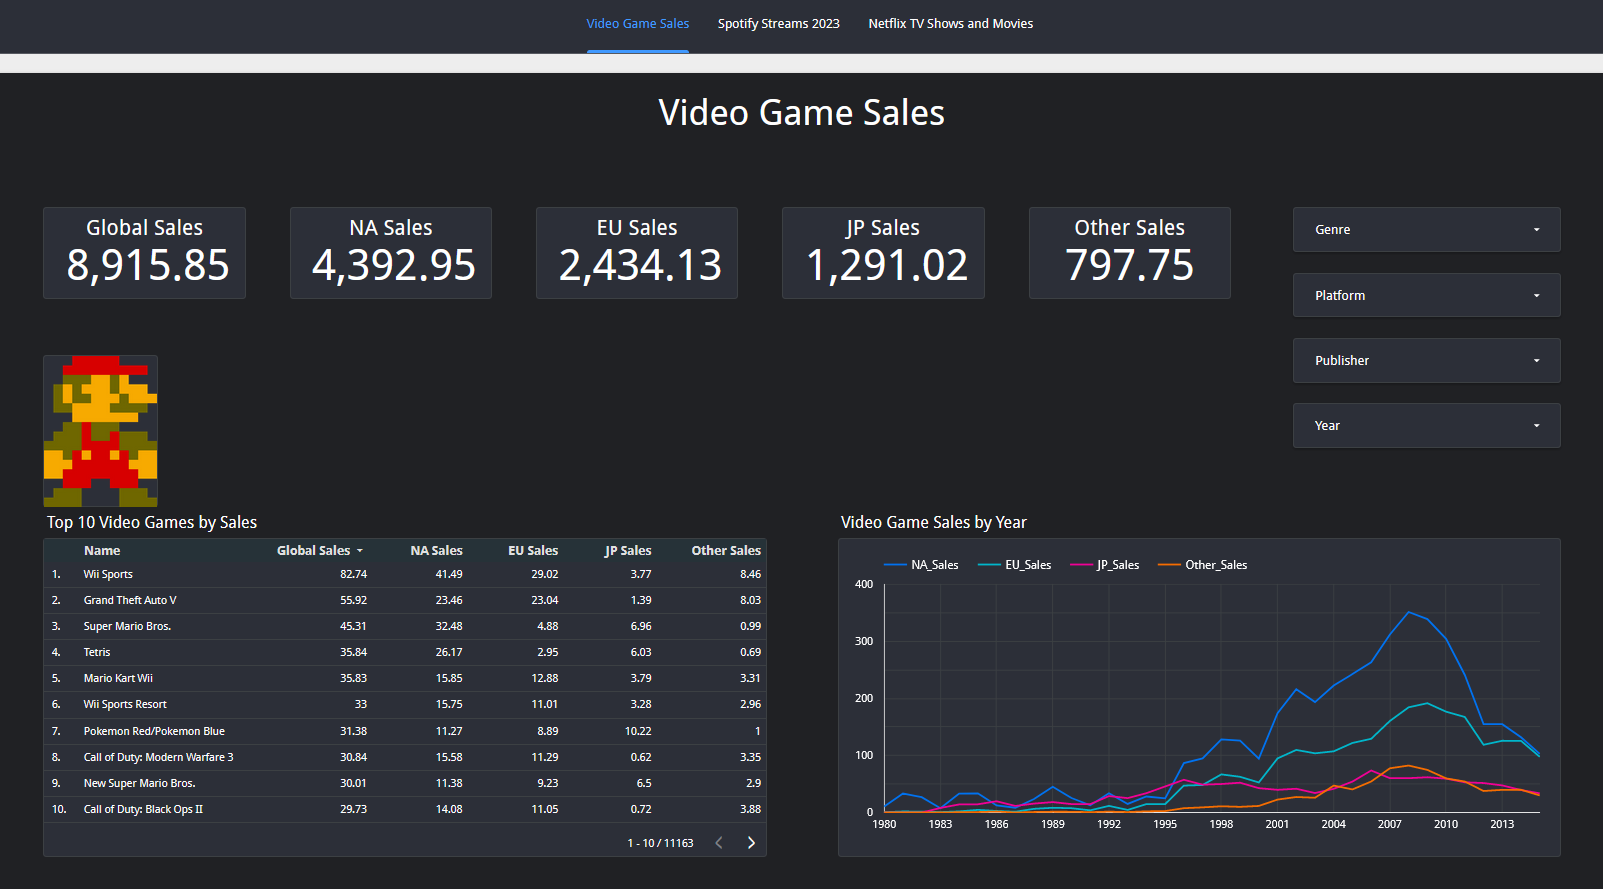 Video Game Sales Spotify Streams 2023 Netflix TV Shows and Movies
Video Game Sales
Global Sales NA Sales EU Sales JP Sales Other Sales
8,915.85 4,392.95 2,434.13 1,291.02 797.75
Genre
Platform
Publisher
Year
Top 10 Video Games by Sales
Name Global Sales NA Sales EU Sales JP Sales Other Sales
1. Wii Sports 82.74 41.49 29.02 3.77 8.46
2. Grand Theft Auto V 55.92 23.46 23.04 1.39 8.03
3. Super Mario Bros. 45.31 32.48 4.88 6.96 0.99
4. Tetris 35.84 26.17 2.95 6.03 0.69
5. Mario Kart Wii 35.83 15.85 12.88 3.79 3.31
6. Wii Sports Resort 33 15.75 11.01 3.28 2.96
7. Pokemon Red/Pokemon Blue 31.38 11.27 8.89 10.22 1
8. Call of Duty: Modern Warfare 3 30.84 15.58 11.29 0.62 3.35
9. New Super Mario Bros. 30.01 11.38 9.23 6.5 2.9
10. Call of Duty: Black Ops II 29.73 14.08 11.05 0.72 3.88
1 - 10 / 11163
Video Game Sales by Year
NA_Sales EU_Sales JP_Sales Other_Sales
400
300
200
100
0
1980 1983 1986 1989 1992 1995 1998 2001 2004 2007 2010 2013